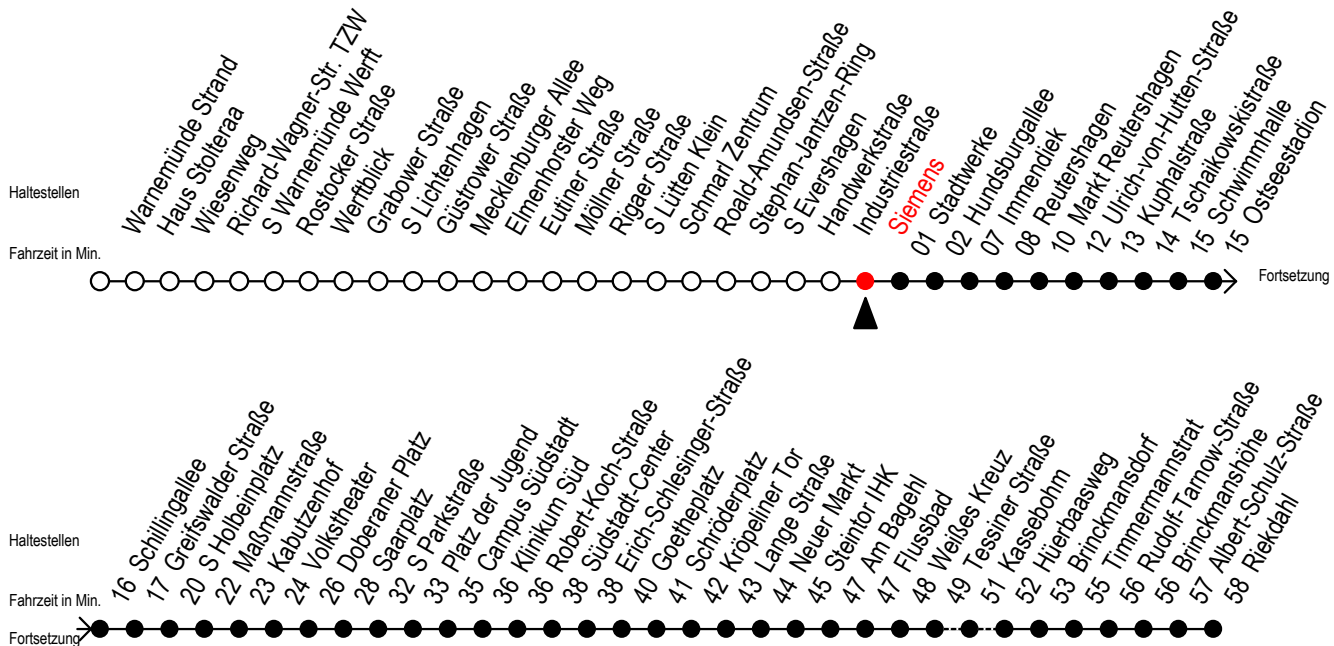 Haltestellen
Warnemünde Strand
Haus Stolteraa
Wiesenweg
Richard-Wagner-Str. TZW
S Warnemünde Werft
Rostocker Straße
Werftblick
Grabower Straße
S Lichtenhagen
Güstrower Straße
Mecklenburger Allee
Elmenhorster Weg
Eutiner Straße
Möllner Straße
Rigaer Straße
S Lütten Klein
Schmarl Zentrum
Roald-Amundsen-Straße
Stephan-Jantzen-Ring
S Evershagen
Handwerkstraße
Industriestraße
Siemens
01 Stadtwerke
02 Hundsburgallee
07 Immendiek
08 Reutershagen
10 Markt Reutershagen
12 Ulrich-von-Hutten-Straße
13 Kuphalstraße
14 Tschaikowskistraße
15 Schwimmhalle
15 Ostseestadion
Fahrzeit in Min.
Fortsetzung
Haltestellen
16 Schillingallee
17 Greifswalder Straße
20 S Holbeinplatz
22 Maßmannstraße
23 Kabutzenhof
24 Volkstheater
26 Doberaner Platz
28 Saarplatz
32 S Parkstraße
33 Platz der Jugend
35 Campus Südstadt
36 Klinikum Süd
36 Robert-Koch-Straße
38 Südstadt-Center
38 Erich-Schlesinger-Straße
40 Goetheplatz
41 Schröderplatz
42 Kröpeliner Tor
43 Lange Straße
44 Neuer Markt
45 Steintor IHK
47 Am Bagehl
47 Flussbad
48 Weißes Kreuz
49 Tessiner Straße
51 Kassebohm
52 Hüerbaasweg
53 Brinckmansdorf
55 Timmermannstrat
56 Rudolf-Tarnow-Straße
56 Brinckmanshöhe
57 Albert-Schulz-Straße
58 Riekdahl
Fahrzeit in Min.
Fortsetzung